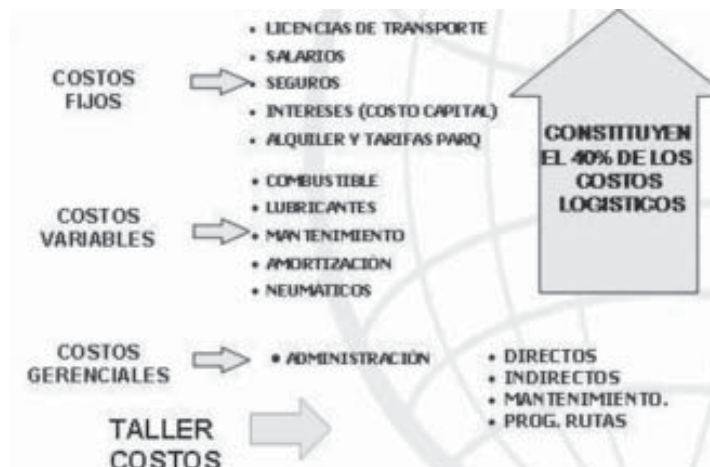 COSTOS
FIJOS
• LICENCIAS DE TRANSPORTE
• SALARIOS
• SEGUROS
• INTERESES (COSTO CAPITAL)
• ALQUILER Y TARIFAS PARQ
COSTOS
VARIABLES
• COMBUSTIBLE
• LUBRICANTES
• MANTENIMIENTO
• AMORTIZACIÓN
• NEUMÁTICOS
CONSTITUYEN
EL 40% DE LOS
COSTOS
LOGISTICOS
COSTOS
GERENCIALES
• ADMINISTRACIÓN
• DIRECTOS
• INDIRECTOS
• MANTENIMIENTO.
• PROG. RUTAS
TALLER
COSTOS